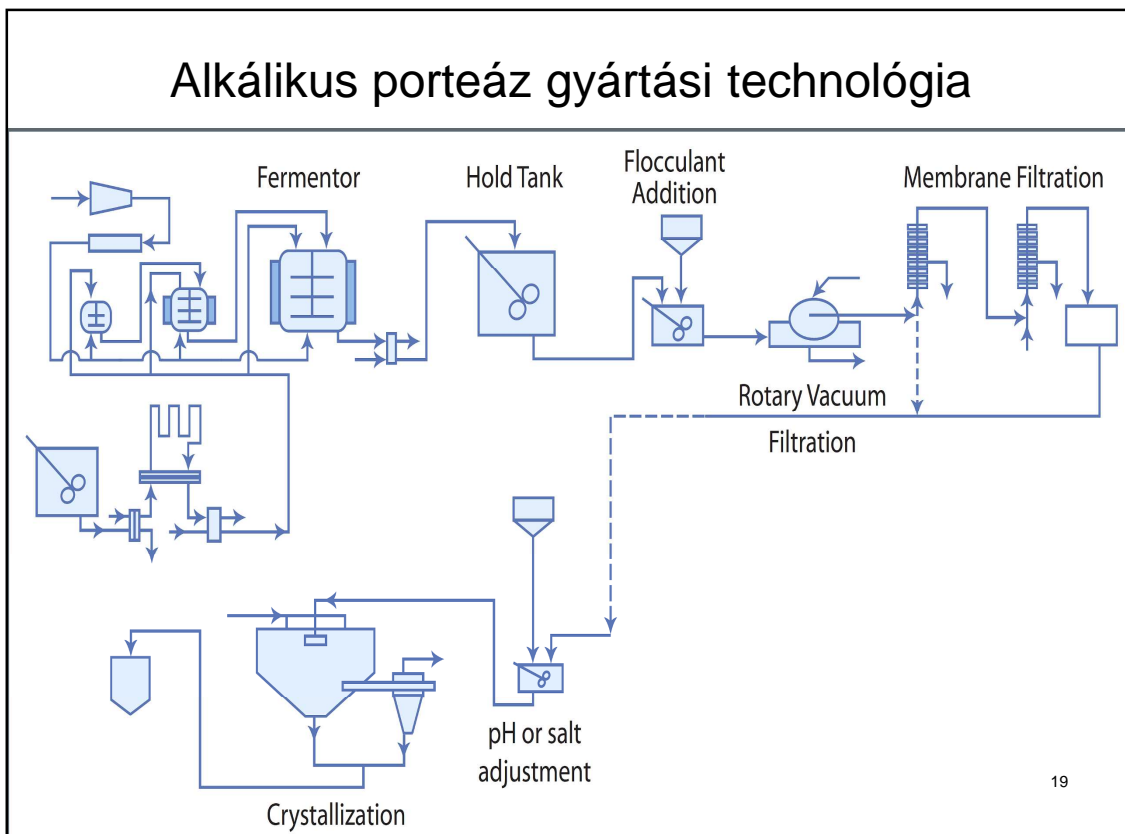 Alkálikus porteáz gyártási technológia
Fermentor
Hold Tank
Flocculant
Addition
Membrane Filtration
Rotary Vacuum
Filtration
pH or salt
adjustment
Crystallization
19